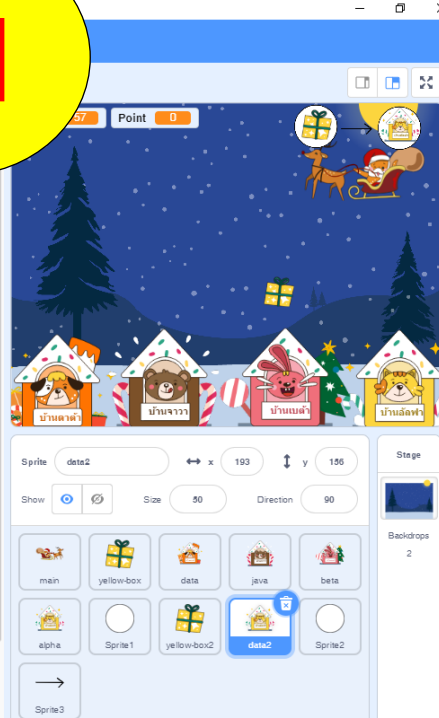 57 Point 0
บ้านดาต้า บ้านจาวา บ้านเบต้า บ้านอัลฟ่า
Sprite data2 x 193 y 156
Show Size 50 Direction 90
Stage
Backdrops
2
main yellow-box data java beta
alpha Sprite1 yellow-box2 data2 Sprite2
Sprite3